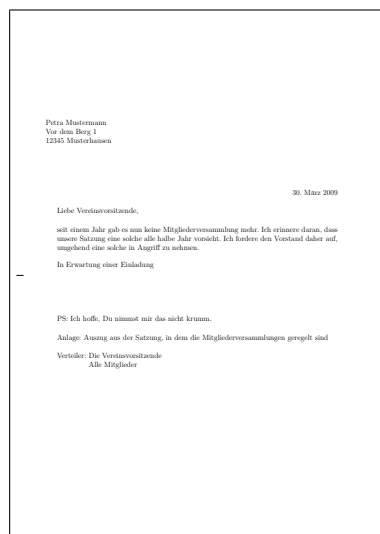 Petra Mustermann
Vor dem Berg 1
12345 Musterhausen
30. März 2009
Liebe Vereinsvorsitzende,
seit einem Jahr gab es nun keine Mitgliederversammlung mehr. Ich erinnere daran, dass
unsere Satzung eine solche alle halbe Jahr vorsieht. Ich fordere den Vorstand daher auf,
umgehend eine solche in Angriff zu nehmen.
In Erwartung einer Einladung
PS: Ich hoffe, Du nimmst mir das nicht krumm.
Anlage: Auszug aus der Satzung, in dem die Mitgliederversammlungen geregelt sind
Verteiler: Die Vereinsvorsitzende
Alle Mitglieder